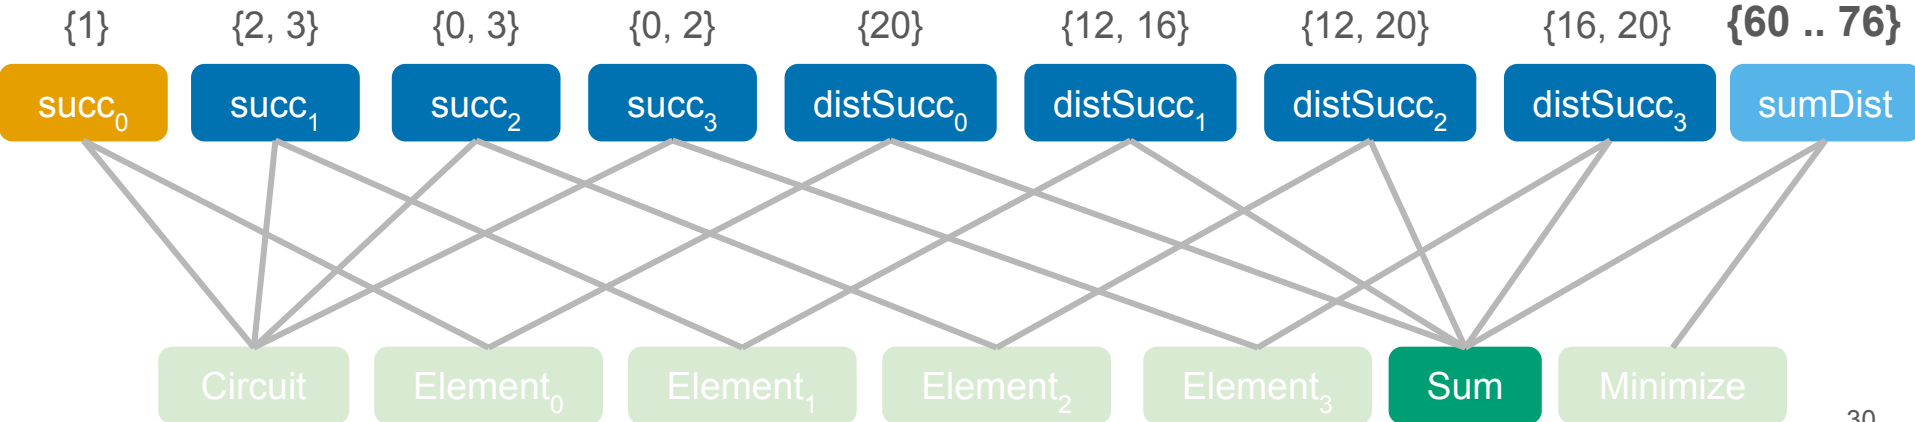 {1} {2, 3} {0, 3} {0, 2} {20} {12, 16} {12, 20} {16, 20} {60 .. 76}
succ₀ succ₁ succ₂ succ₃ distSucc₀ distSucc₁ distSucc₂ distSucc₃ sumDist
Circuit Element₀ Element₁ Element₂ Element₃ Sum Minimize
30